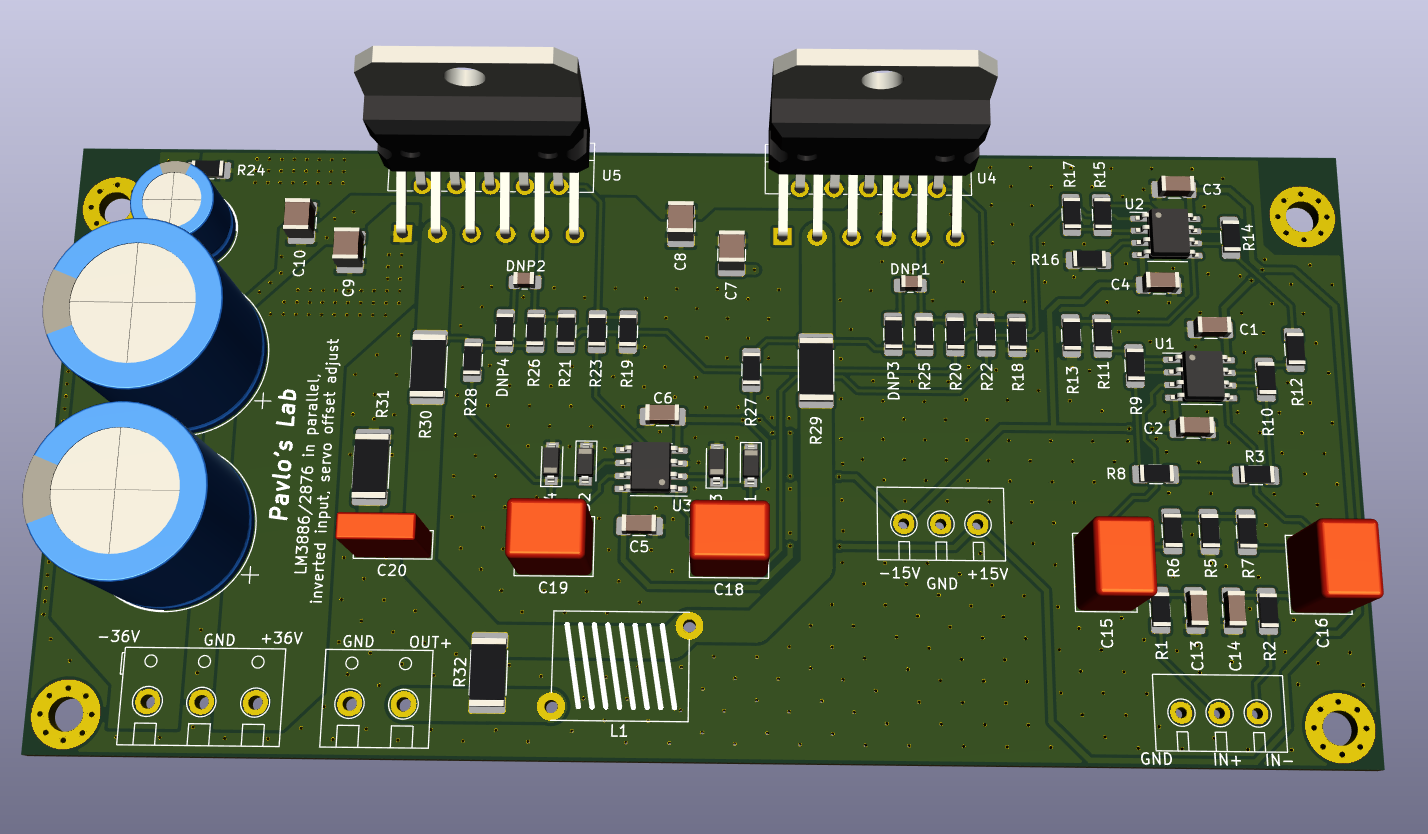 R24
U5
U4
R17
R15
C3
U2
R14
R16
C4
C10
C9
C8
C7
DNP2
DNP1
C1
U1
R30
R28
DNP4
R26
R21
R23
R19
R27
R29
DNP3
R25
R20
R22
R18
R13
R11
R9
R10
R12
C2
R31
C6
Pavlo's Lab
LM3886/2876 in parallel,
inverted input, servo offset adjust
R8
R3
U3
C5
C20
C19
C18
-15V
GND
+15V
R6
R5
R7
C15
R1
C13
C14
R2
C16
-36V
GND
+36V
GND
OUT+
R32
L1
GND
IN+
IN-